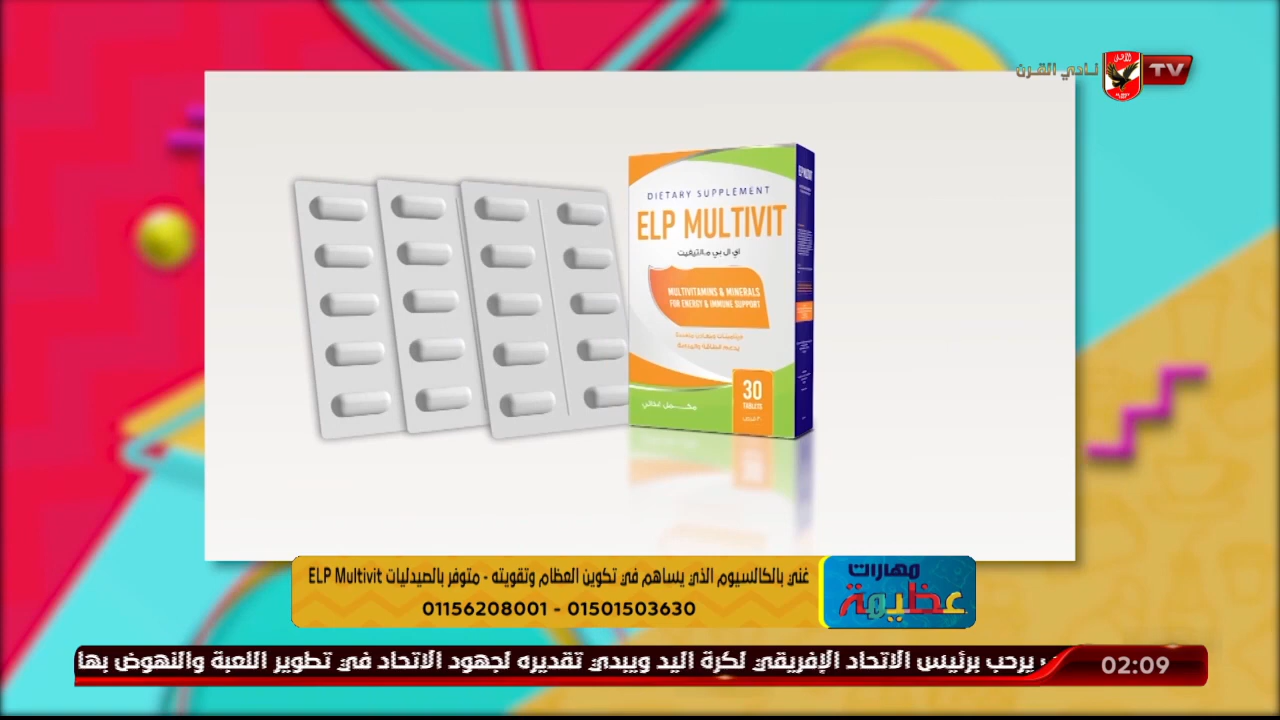 نادي القرن
TV
DIETARY SUPPLEMENT
ELP MULTIVIT
اي ال بي مالتيفيت
MULTIVITAMINS & MINERALS
FOR ENERGY & IMMUNE SUPPORT
30
TABLETS
مكمل غذائي
غني بالكالسيوم الذي يساهم في تكوين العظام وتقويته - متوفر بالصيدليات ELP Multivit
01156208001 - 01501503630
مهارات
عظيمة
يرحب برئيس الاتحاد الإفريقي لكرة اليد ويبدي تقديره لجهود الاتحاد في تطوير اللعبة والنهوض بها
02:09